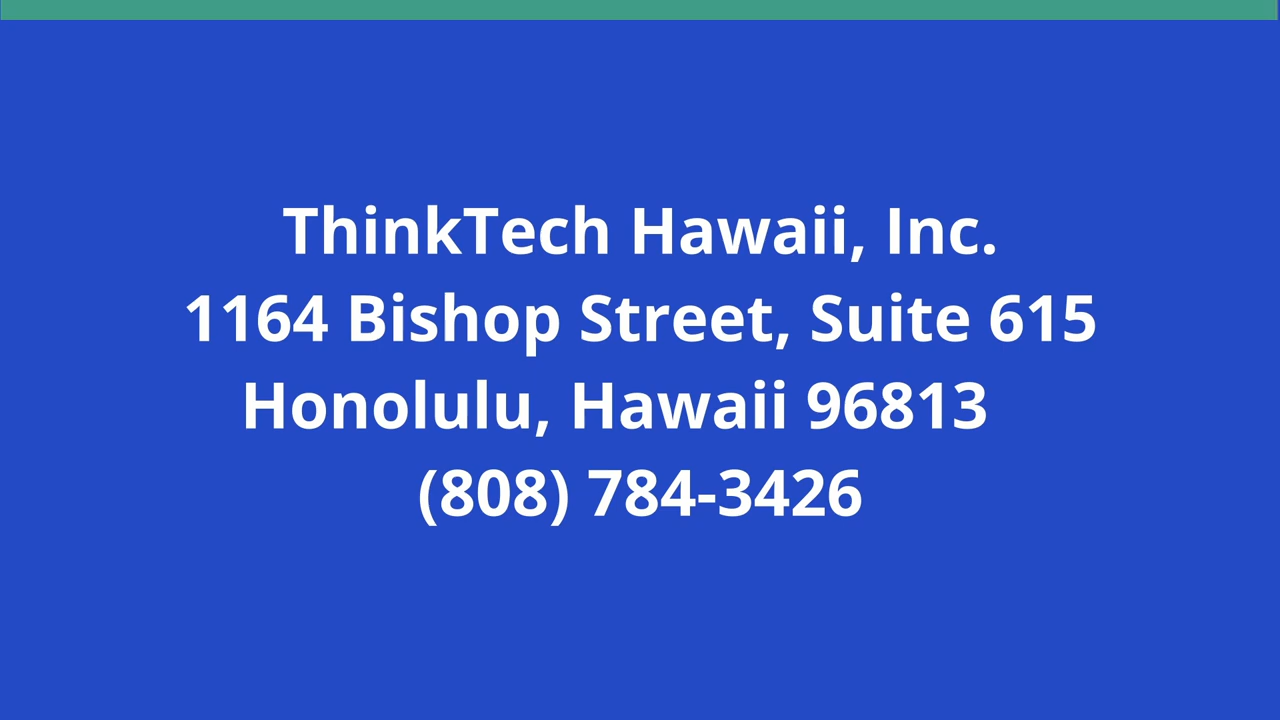 ThinkTech Hawaii, Inc.
1164 Bishop Street, Suite 615
Honolulu, Hawaii 96813
(808) 784-3426